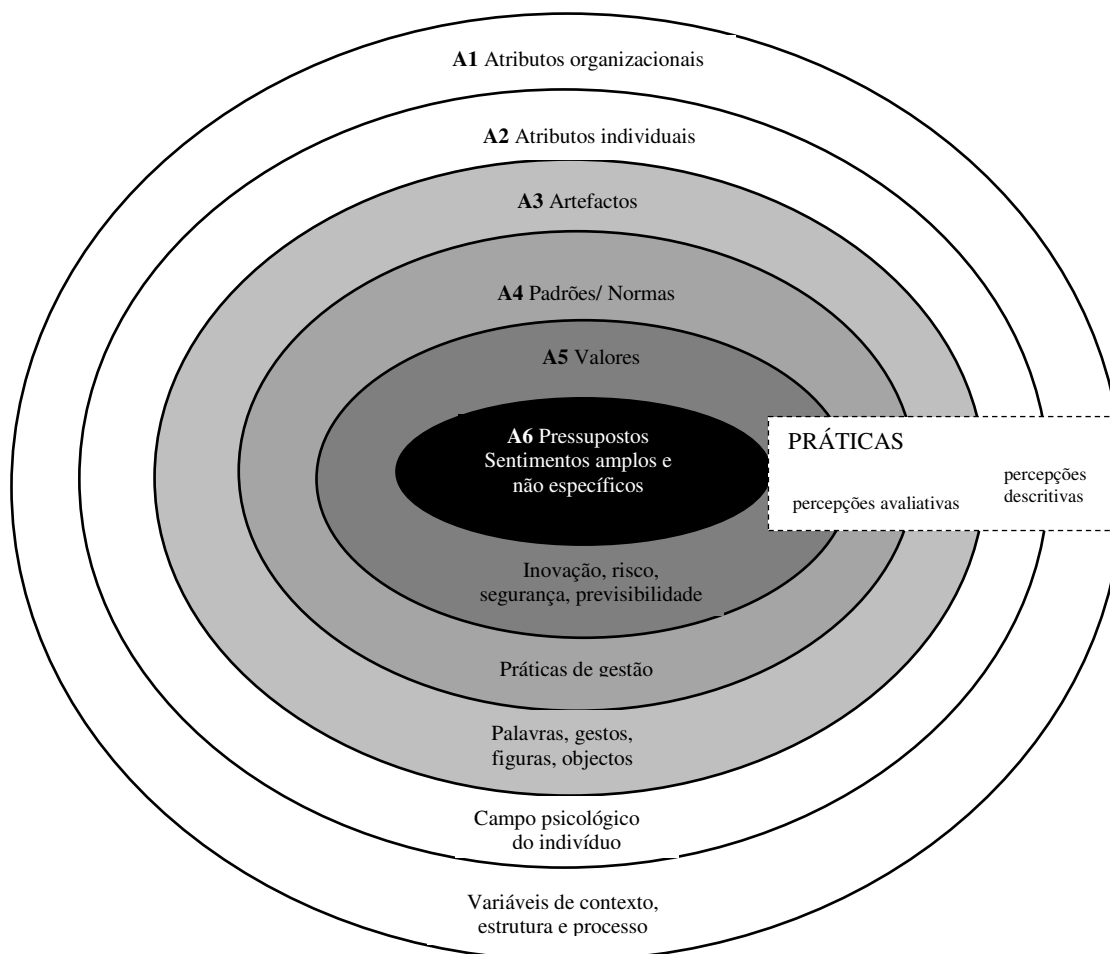 A1 Atributos organizacionais
A2 Atributos individuais
A3 Artefactos
A4 Padrões/ Normas
A5 Valores
A6 Pressupostos
Sentimentos amplos e
não específicos
PRÁTICAS
percepções
descritivas
percepções avaliativas
Inovação, risco,
segurança, previsibilidade
Práticas de gestão
Palavras, gestos,
figuras, objectos
Campo psicológico
do indivíduo
Variáveis de contexto,
estrutura e processo